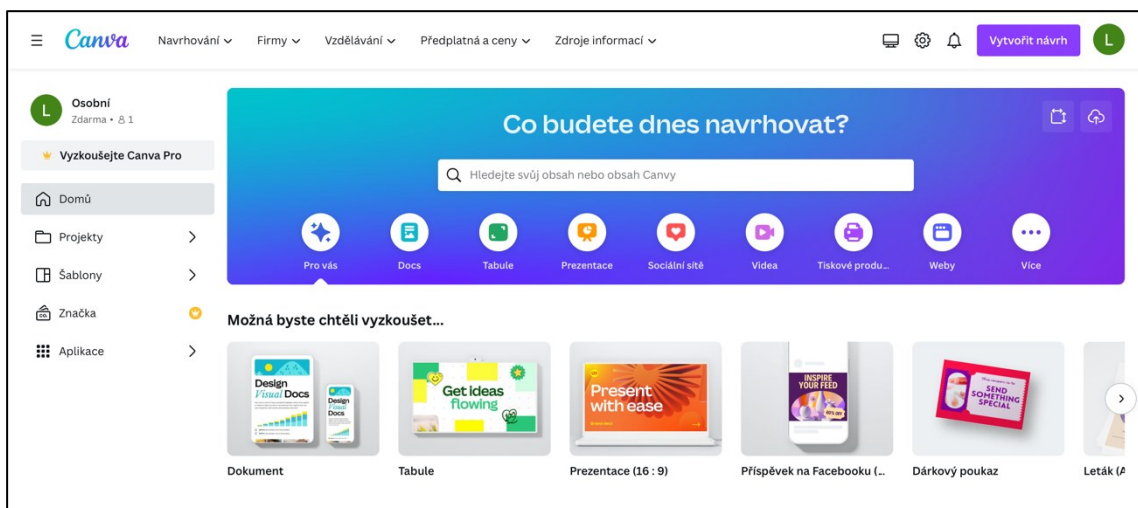 Canva
Navrhování
Firmy
Vzdělávání
Předplatná a ceny
Zdroje informací
Vytvořit návrh
L
L
Osobní
Zdarma • 1
Vyzkoušejte Canva Pro
Domů
Projekty
Šablony
Značka
Aplikace
Co budete dnes navrhovat?
Hledejte svůj obsah nebo obsah Canvy
Pro vás
Docs
Tabule
Prezentace
Sociální sítě
Videa
Tiskové produ...
Weby
Více
Možná byste chtěli vyzkoušet...
Design
Visual Docs
Design
Visual
Docs
Dokument
Get ideas
flowing
Tabule
Present
with ease
Prezentace (16 : 9)
INSPIRE
YOUR FEED
Příspěvek na Facebooku (...
SEND
SOMETHING
SPECIAL
Dárkový poukaz
Leták (A